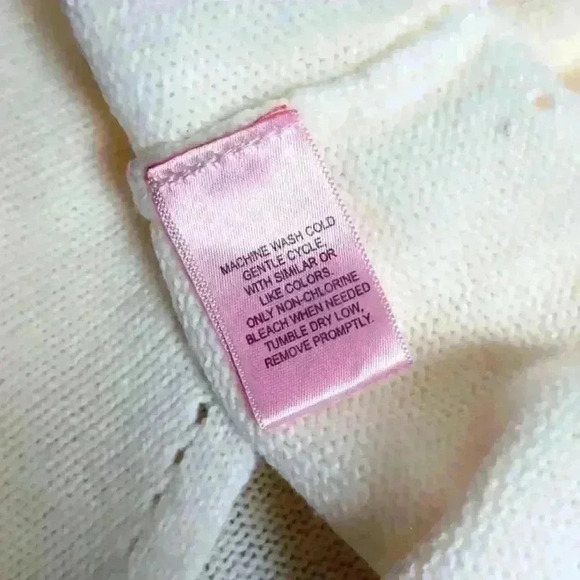 MACHINE WASH COLD
GENTLE CYCLE,
WITH SIMILAR OR
LIKE COLORS.
ONLY NON-CHLORINE
BLEACH WHEN NEEDED
TUMBLE DRY LOW,
REMOVE PROMPTLY.